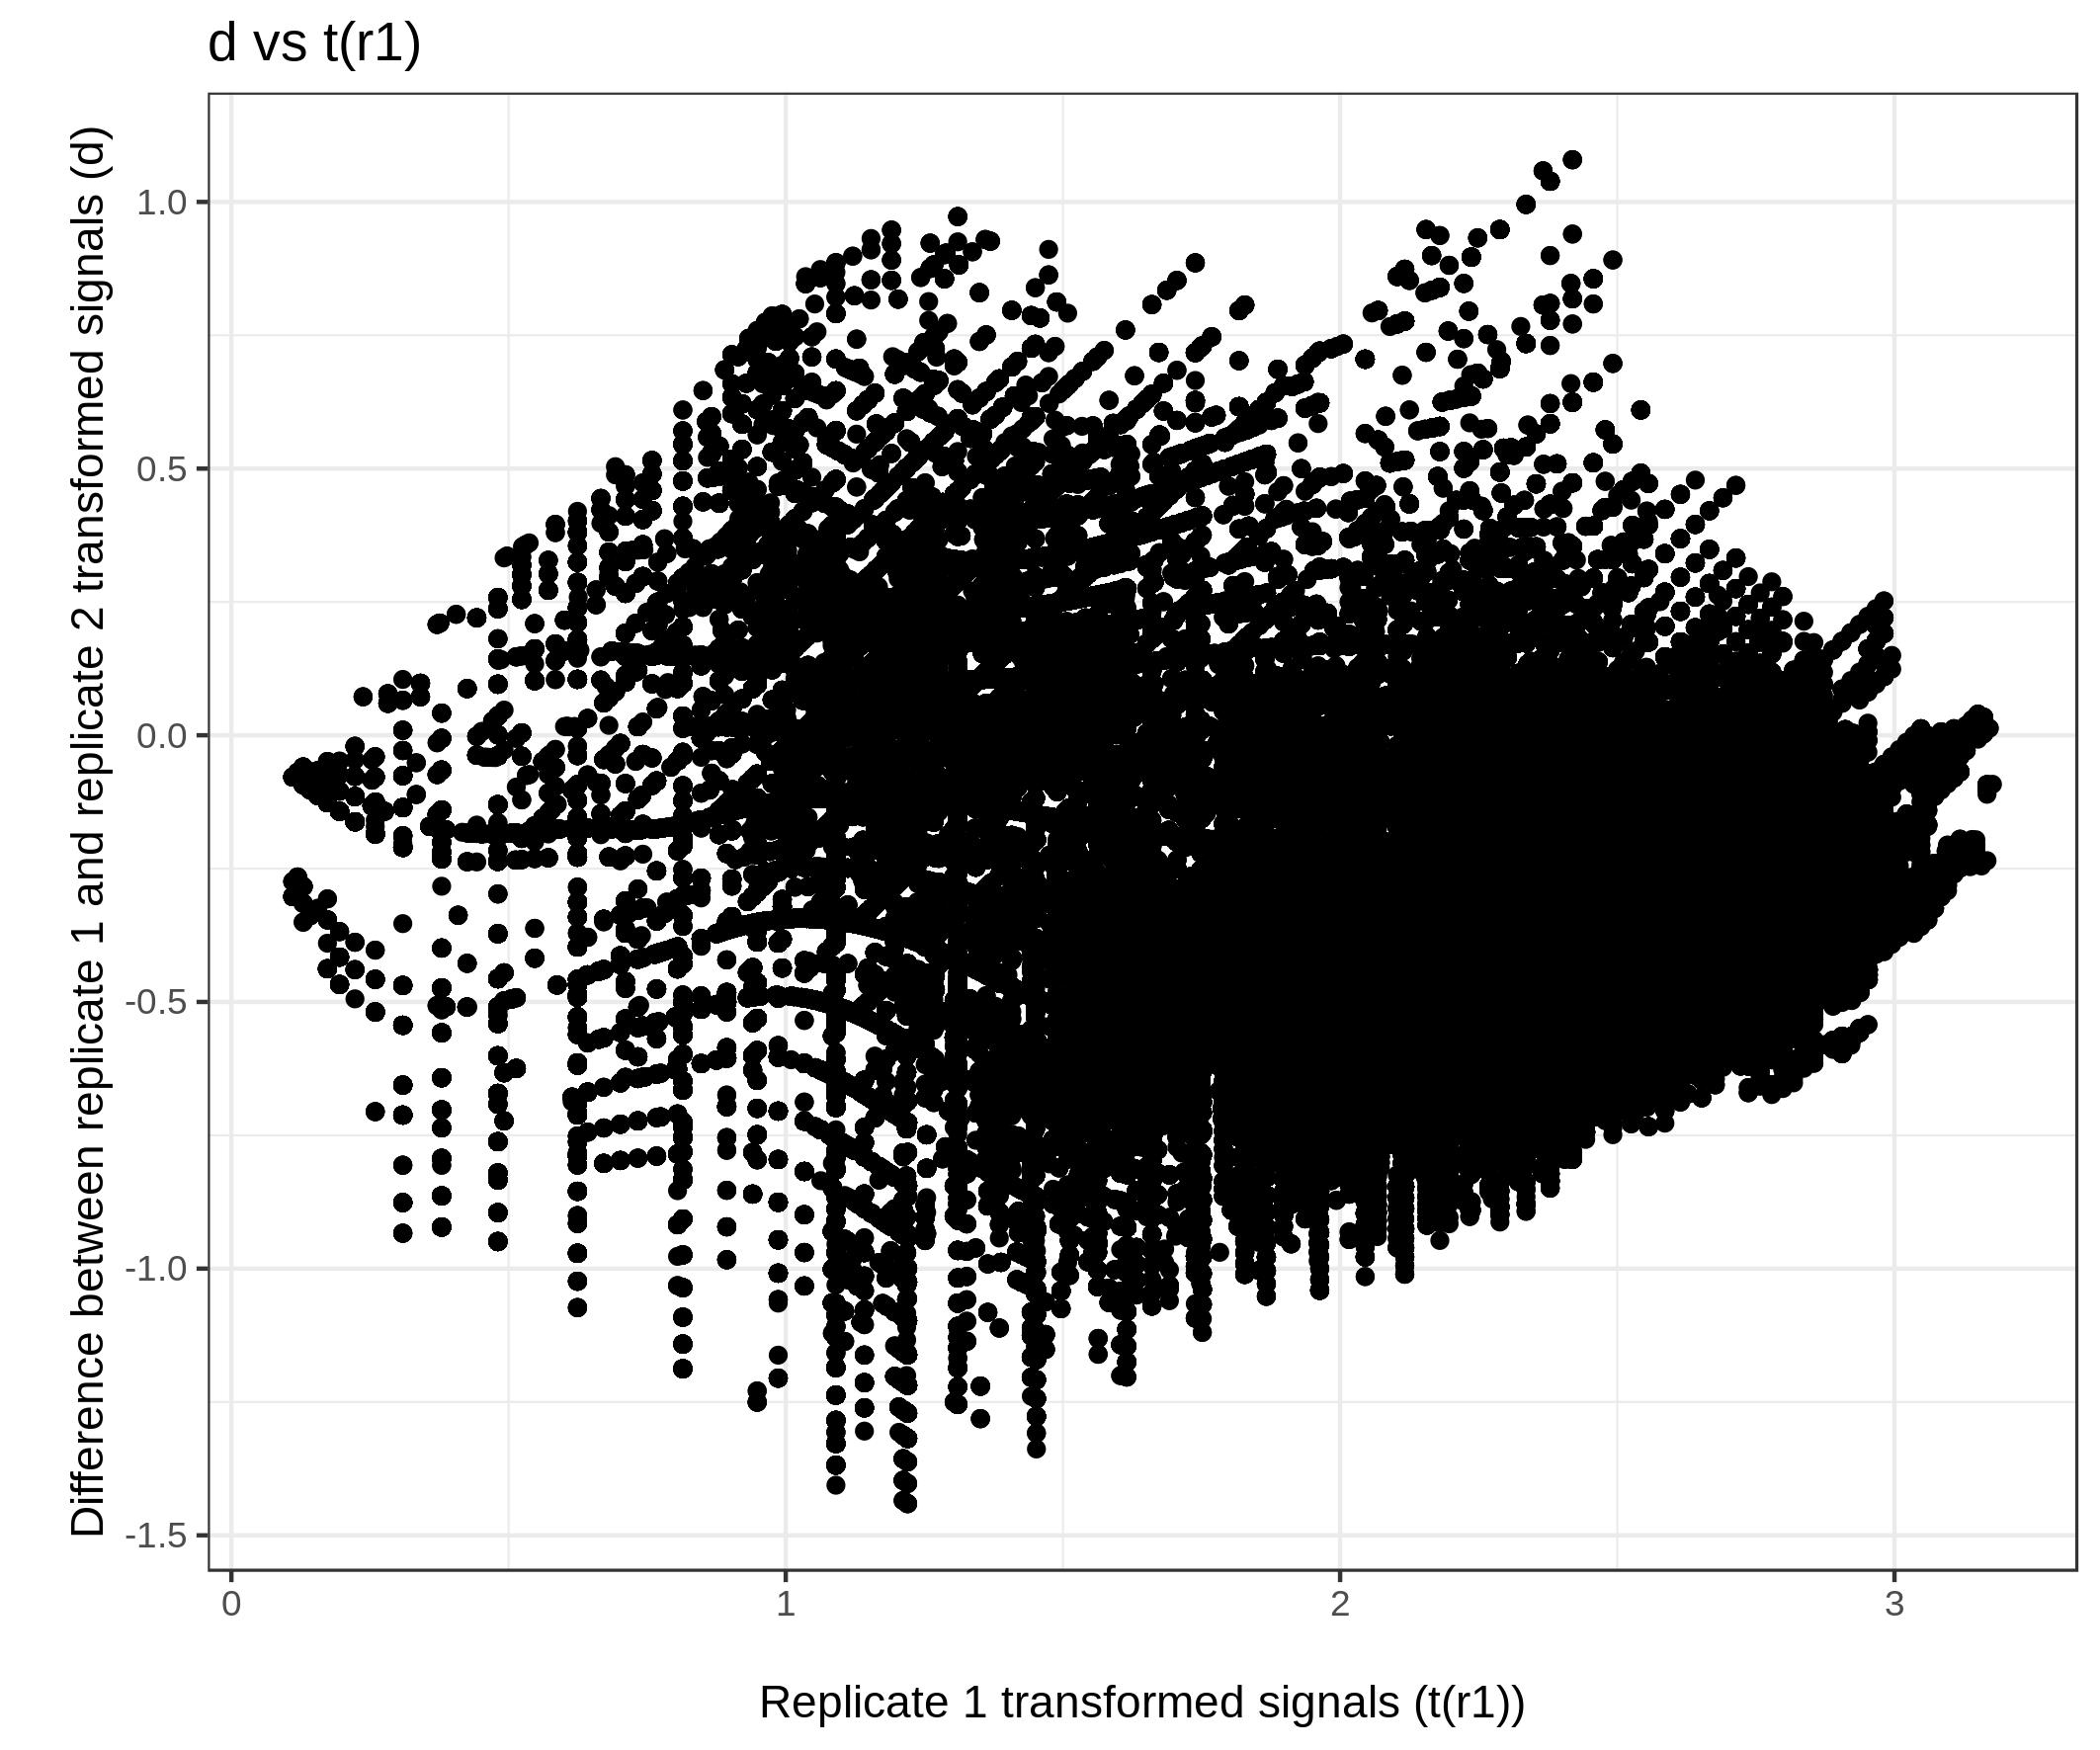 d vs t(r1)
Difference between replicate 1 and replicate 2 transformed signals (d)
1.0
0.5
0.0
-0.5
-1.0
-1.5
0 1 2 3
Replicate 1 transformed signals (t(r1))